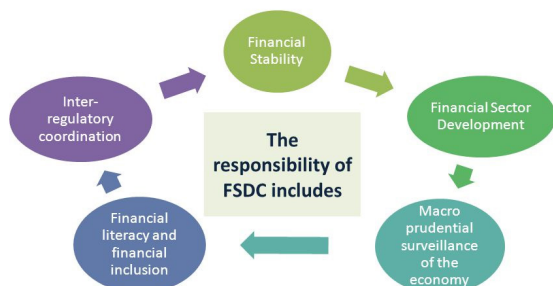 Financial
Stability
Financial Sector
Development
Macro
prudential
surveillance
of the
economy
Financial
literacy and
financial
inclusion
Inter-
regulatory
coordination
The
responsibility of
FSDC includes